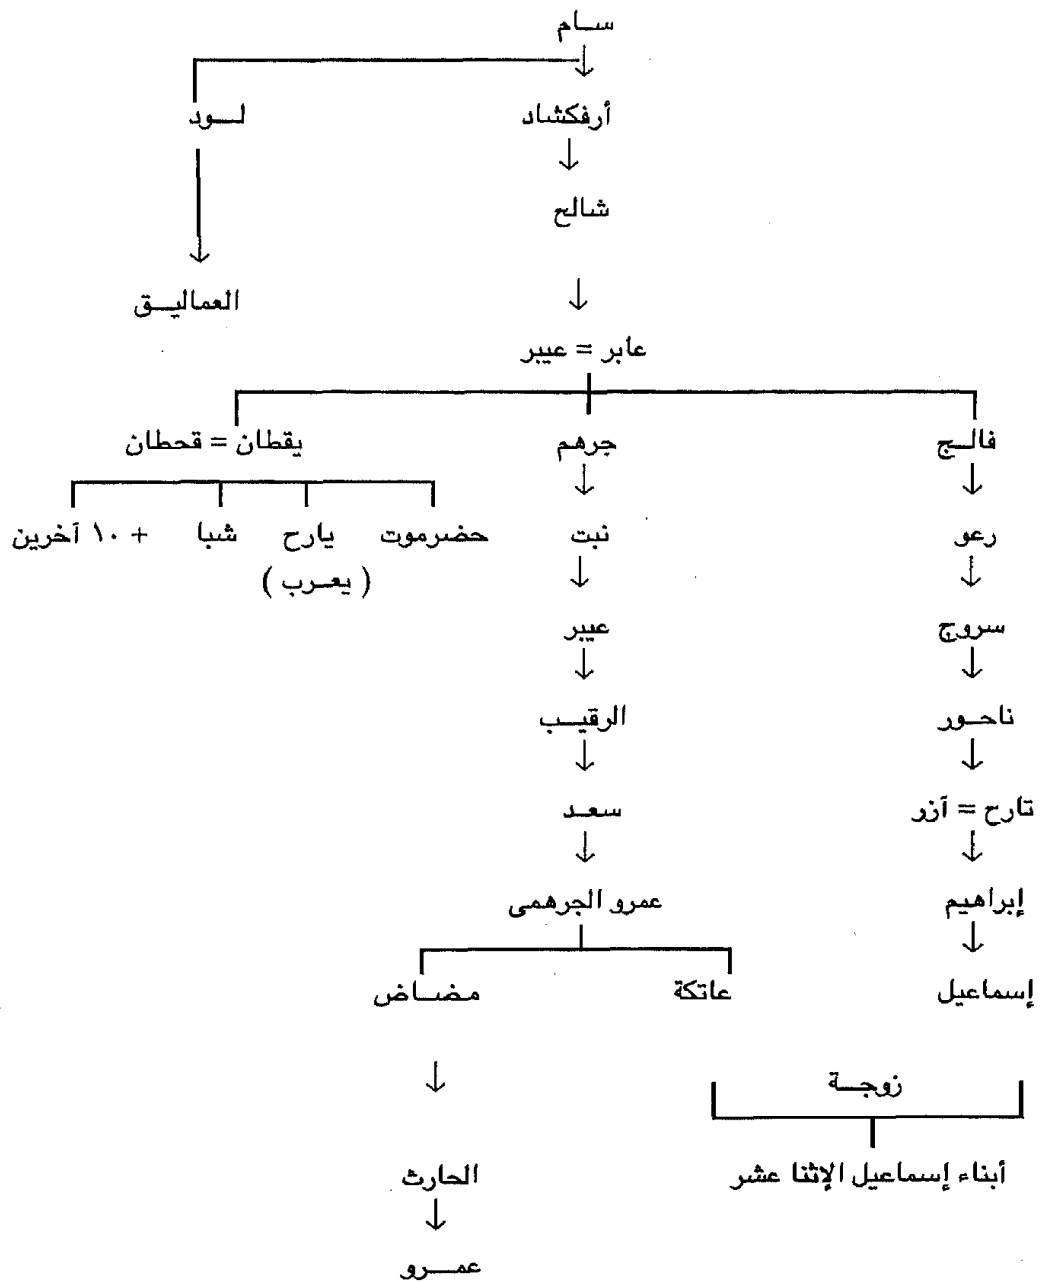 سام
أرفكشاد لود
شالح
العماليق
عابر = عيبر
فالج جرهم يقطان = قحطان
رعو نبت حضرموت يارح شبا + ١٠ آخرين
( يعرب )
سروج عيبر
ناحور الرقيب
تارح = آزر سعد
إبراهيم عمرو الجرهمى
إسماعيل عاتكة مضاض
زوجة
أبناء إسماعيل الإثنا عشر الحارث
عمرو